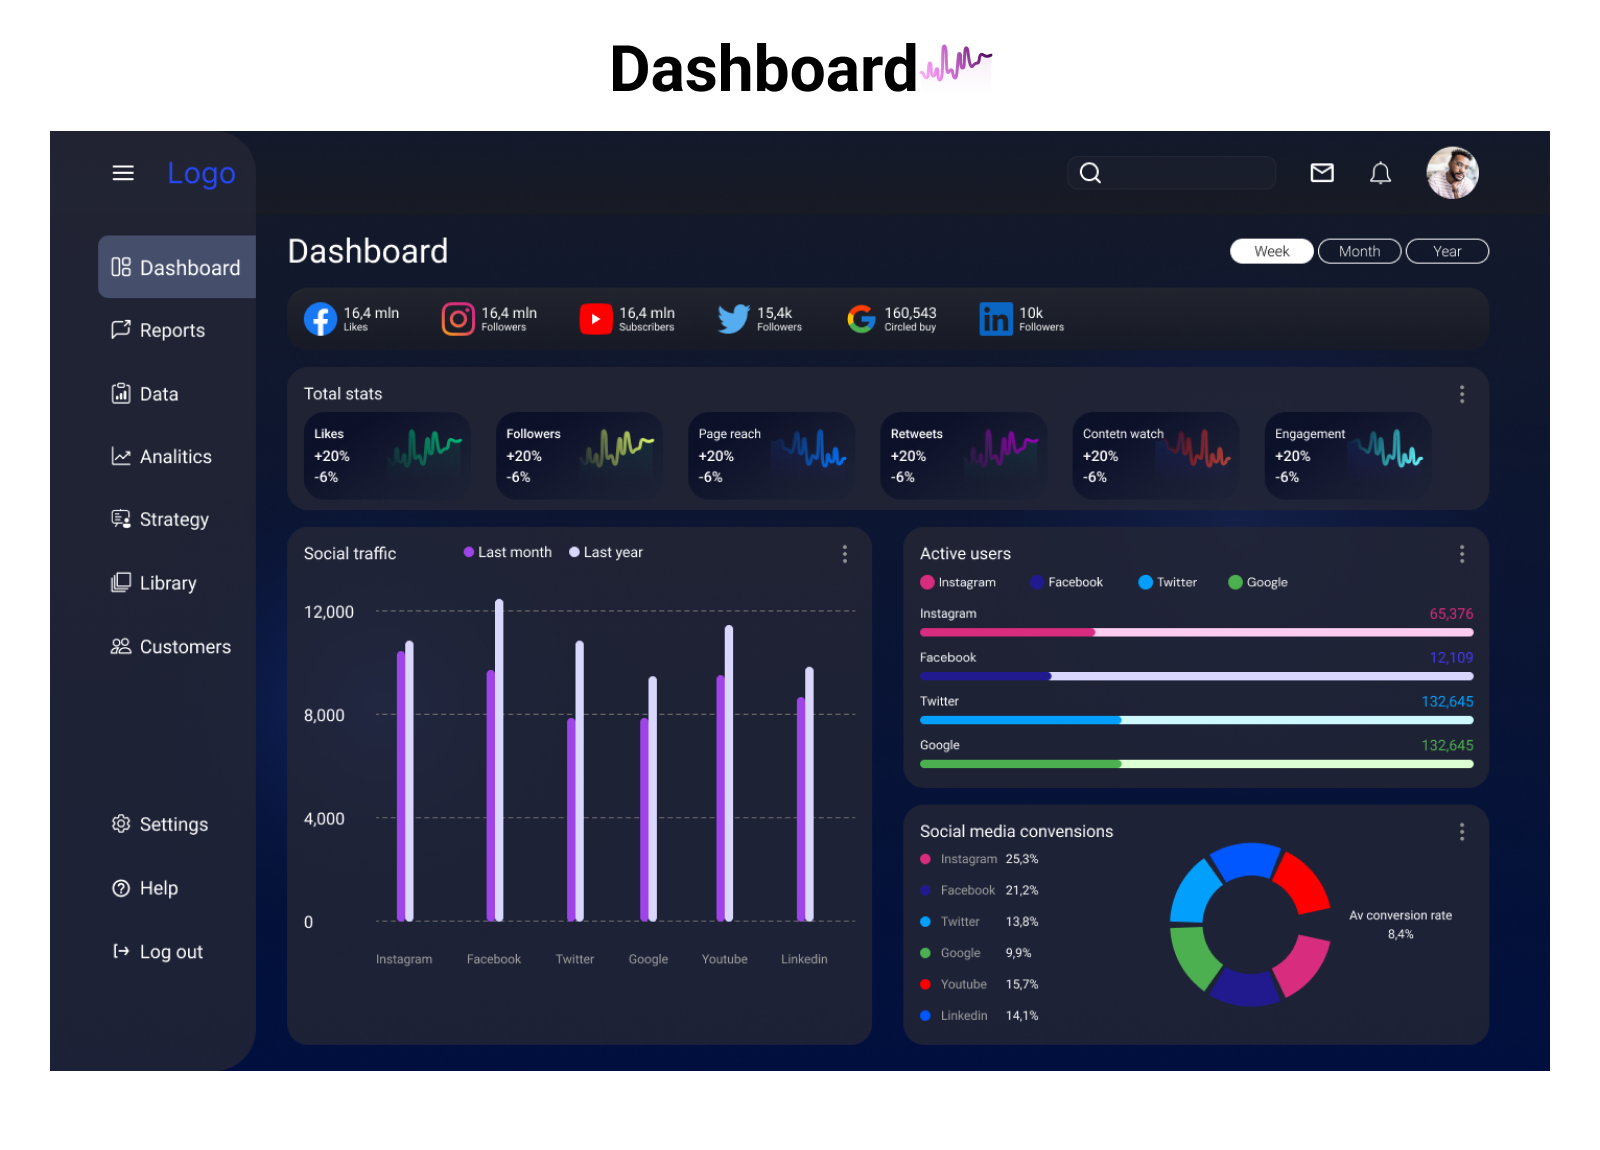 Dashboard
Logo
Dashboard
Reports
Data
Analitics
Strategy
Library
Customers
Settings
Help
Log out
Dashboard
Week Month Year
16,4 mln
Likes
16,4 mln
Followers
16,4 mln
Subscribers
15,4k
Followers
160,543
Circled buy
in
10k
Followers
Total stats
Likes
+20%
-6%
Followers
+20%
-6%
Page reach
+20%
-6%
Retweets
+20%
-6%
Contetn watch
+20%
-6%
Engagement
+20%
-6%
Social traffic
Last month Last year
12,000
8,000
4,000
0
Instagram Facebook Twitter Google Youtube Linkedin
Active users
Instagram Facebook Twitter Google
Instagram 65,376
Facebook 12,109
Twitter 132,645
Google 132,645
Social media convensions
Instagram 25,3%
Facebook 21,2%
Twitter 13,8%
Google 9,9%
Youtube 15,7%
Linkedin 14,1%
Av conversion rate
8,4%